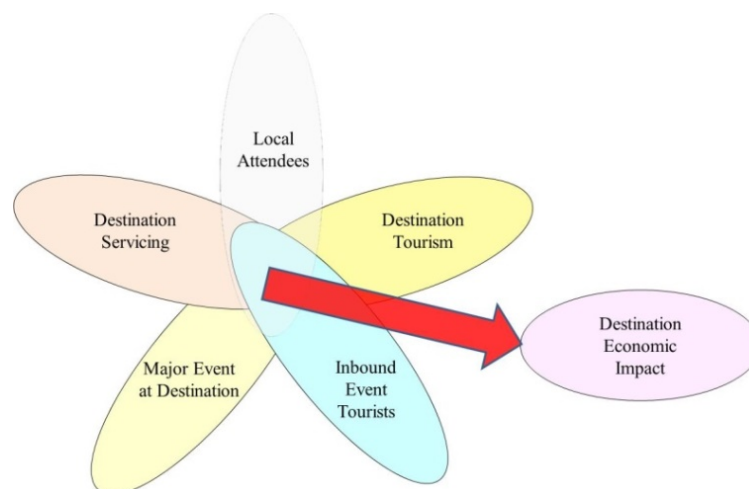 Local
Attendees
Destination
Servicing
Destination
Tourism
Major Event
at Destination
Inbound
Event
Tourists
Destination
Economic
Impact